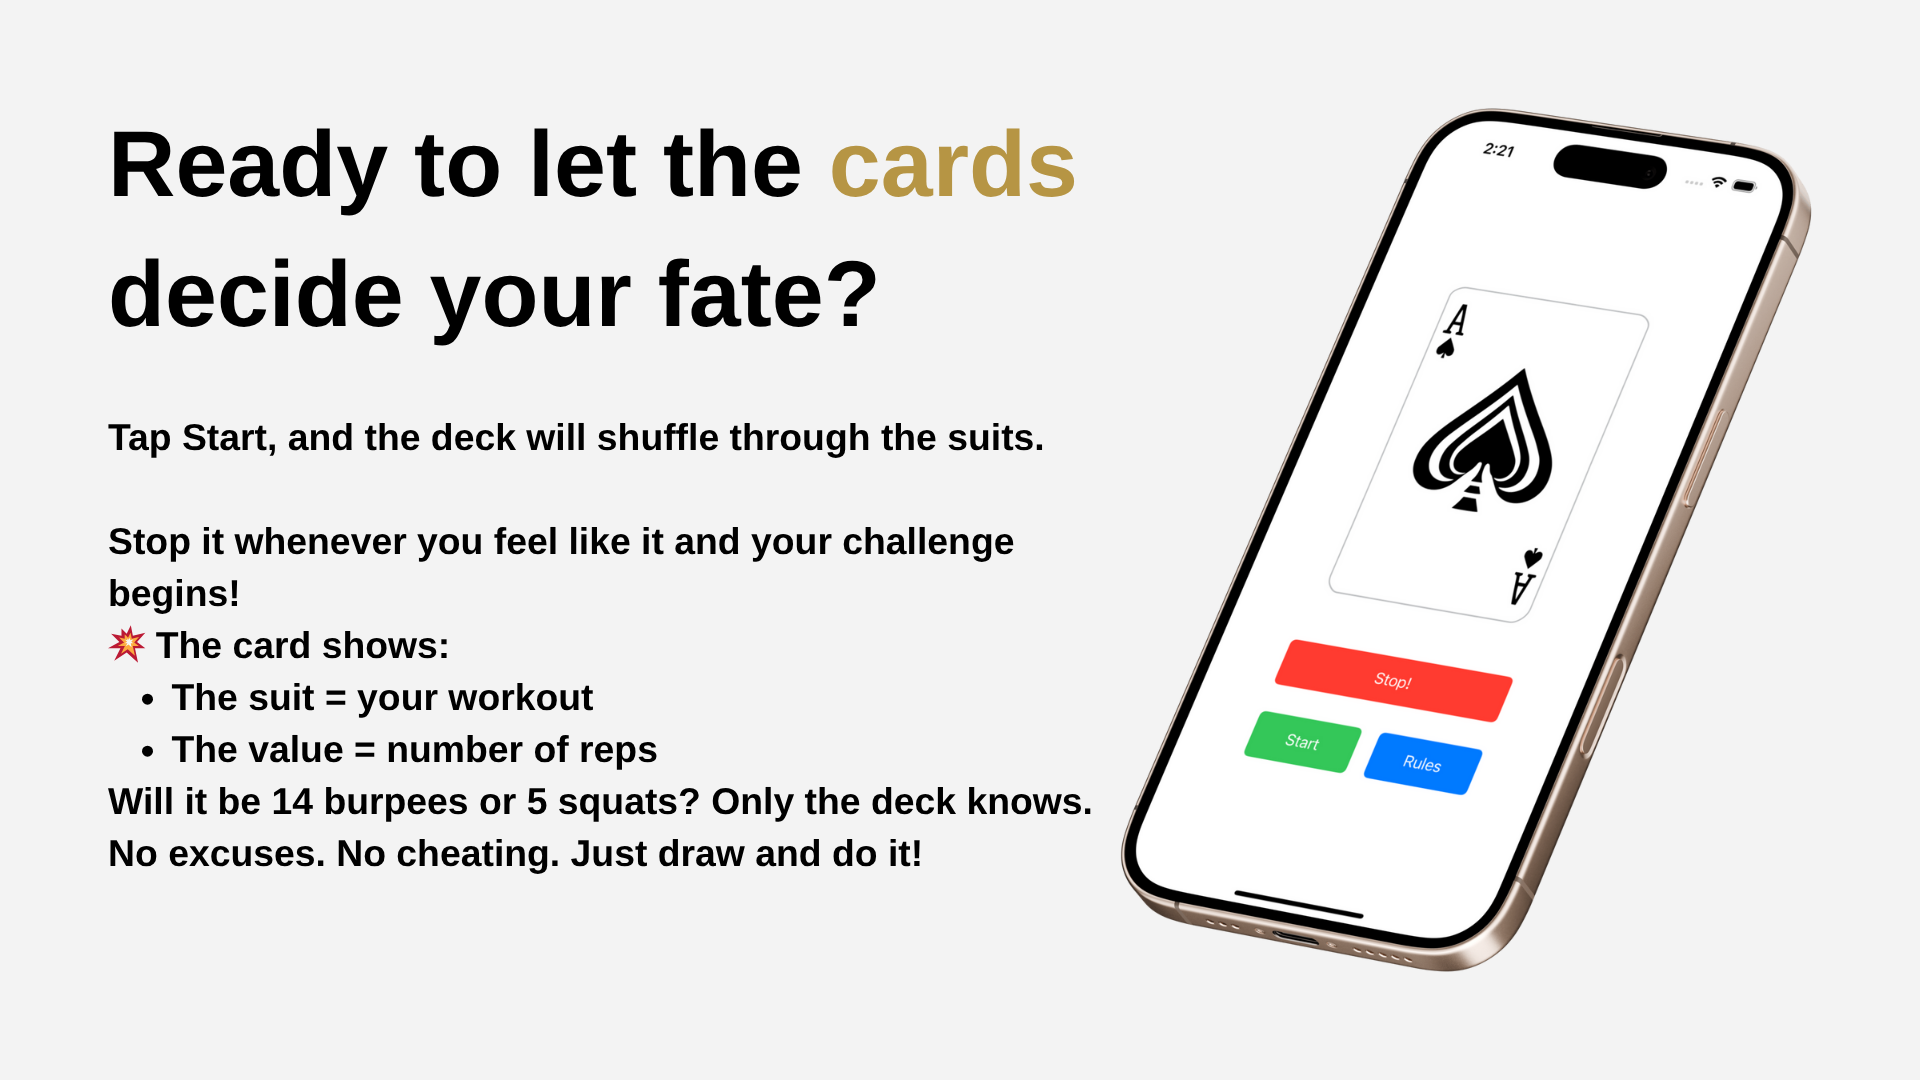 Ready to let the cards
decide your fate?
Tap Start, and the deck will shuffle through the suits.
Stop it whenever you feel like it and your challenge
begins!
💥 The card shows:
• The suit = your workout
• The value = number of reps
Will it be 14 burpees or 5 squats? Only the deck knows.
No excuses. No cheating. Just draw and do it!
2:21
A
A
Stop!
Start
Rules